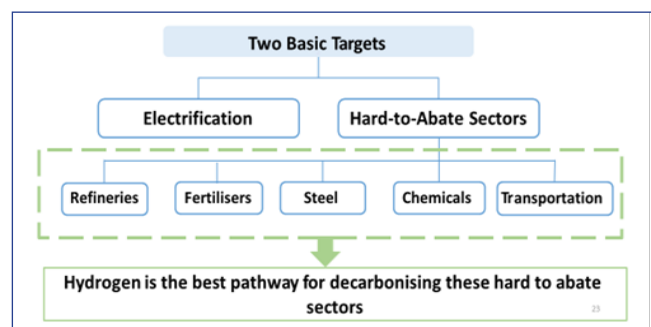 Two Basic Targets
Electrification
Hard-to-Abate Sectors
Refineries
Fertilisers
Steel
Chemicals
Transportation
Hydrogen is the best pathway for decarbonising these hard to abate
sectors
23